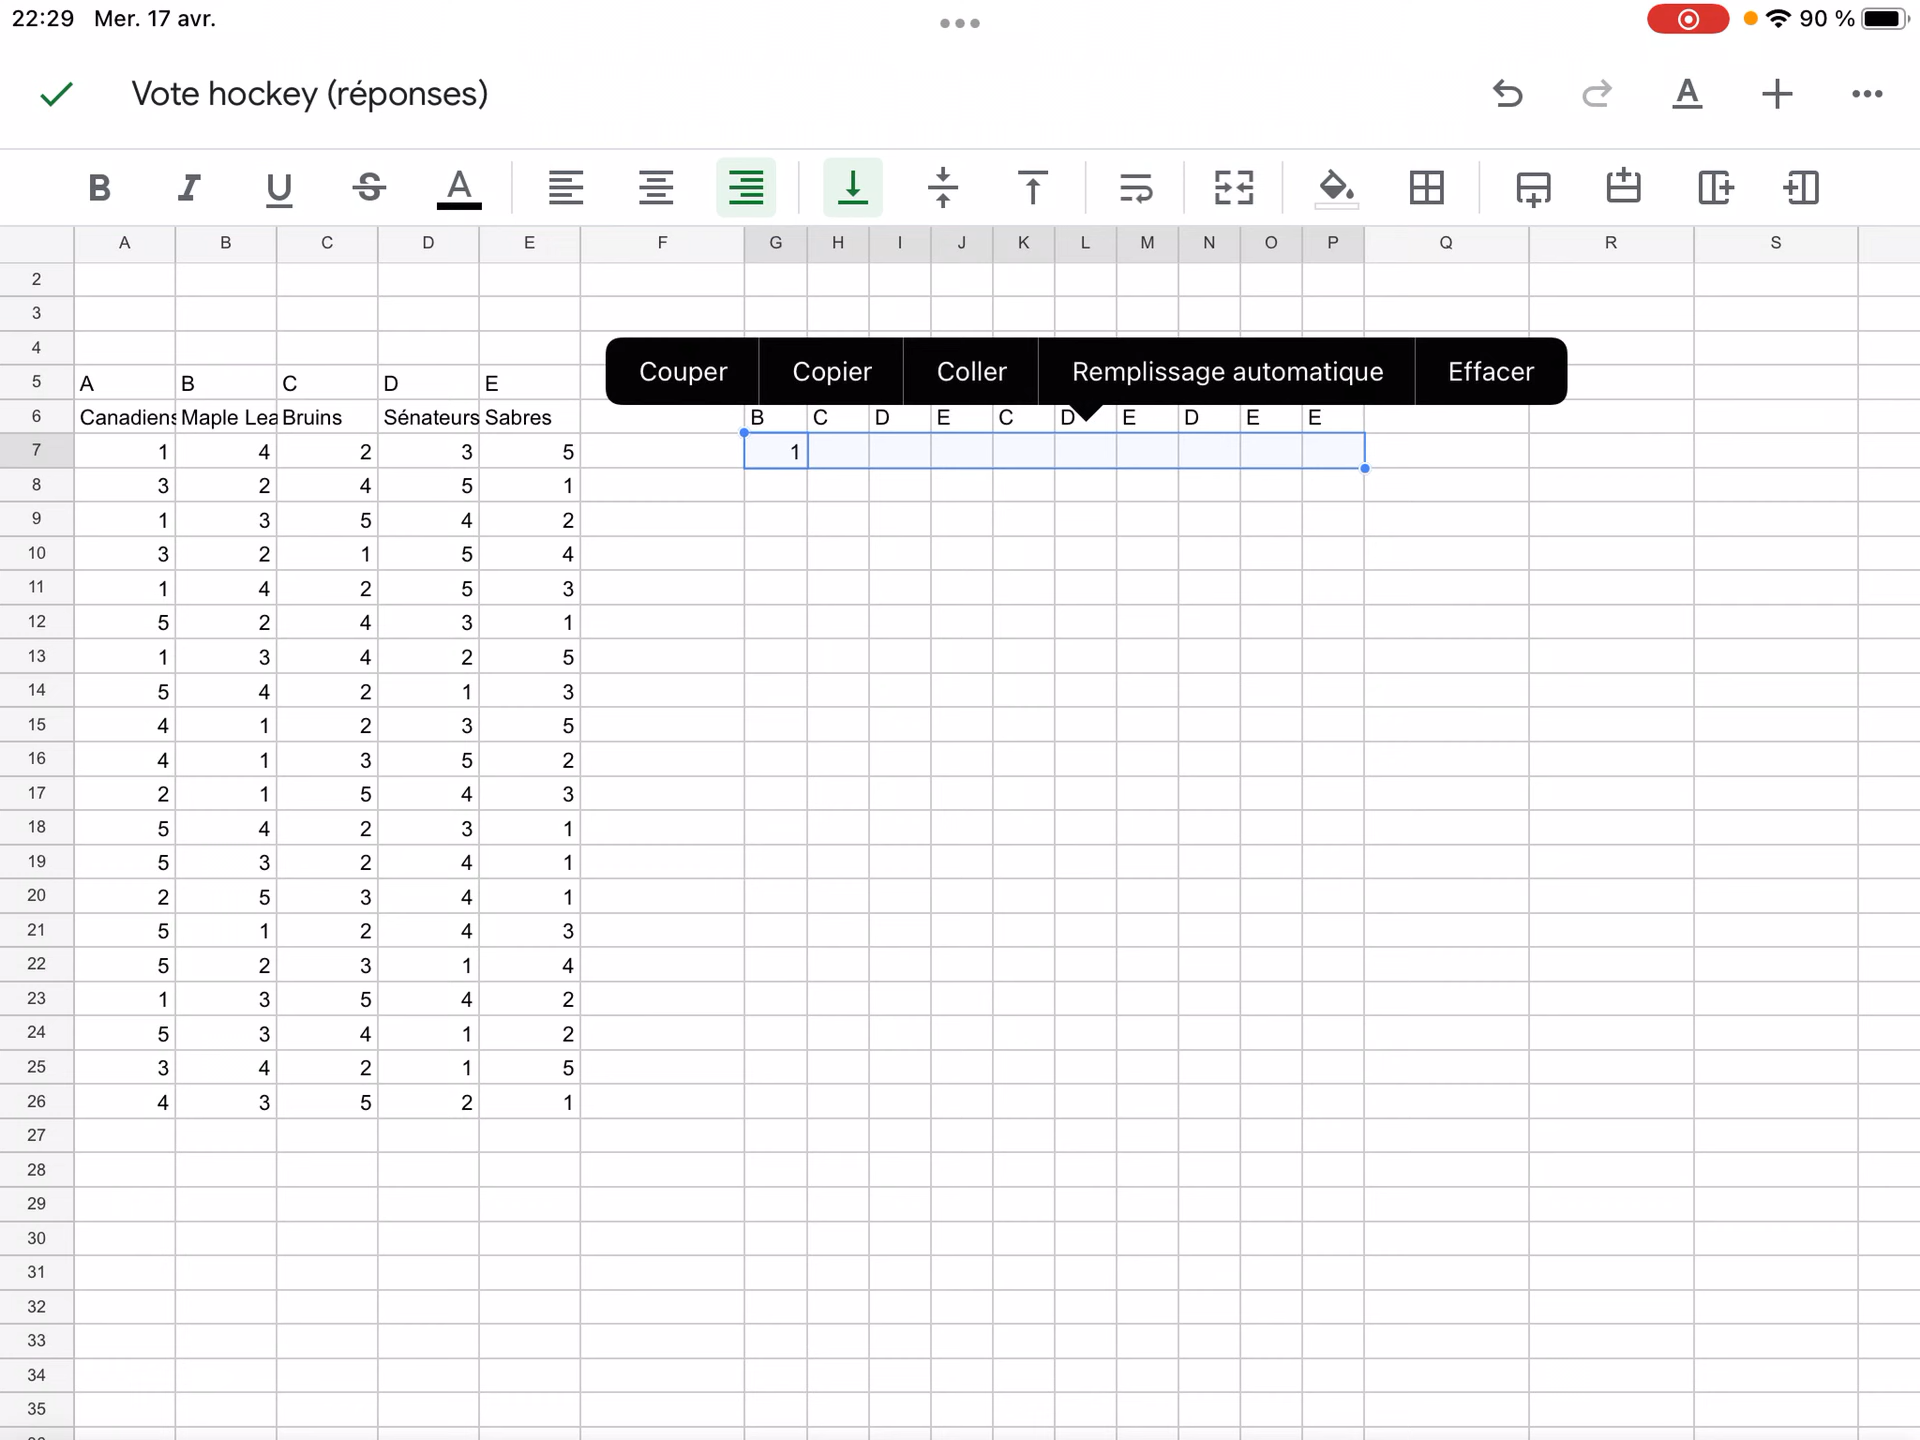 22:29 Mer. 17 avr. 90 %
Vote hockey (réponses)
B I U S A
A B C D E F G H I J K L M N O P Q R S
2
3
4
Couper Copier Coller Remplissage automatique Effacer
5 A B C D E
6 Canadiens Maple Lea Bruins Sénateurs Sabres B C D E C D E D E E
7 1 4 2 3 5 1
8 3 2 4 5 1
9 1 3 5 4 2
10 3 2 1 5 4
11 1 4 2 5 3
12 5 2 4 3 1
13 1 3 4 2 5
14 5 4 2 1 3
15 4 1 2 3 5
16 4 1 3 5 2
17 2 1 5 4 3
18 5 4 2 3 1
19 5 3 2 4 1
20 2 5 3 4 1
21 5 1 2 4 3
22 5 2 3 1 4
23 1 3 5 4 2
24 5 3 4 1 2
25 3 4 2 1 5
26 4 3 5 2 1
27
28
29
30
31
32
33
34
35